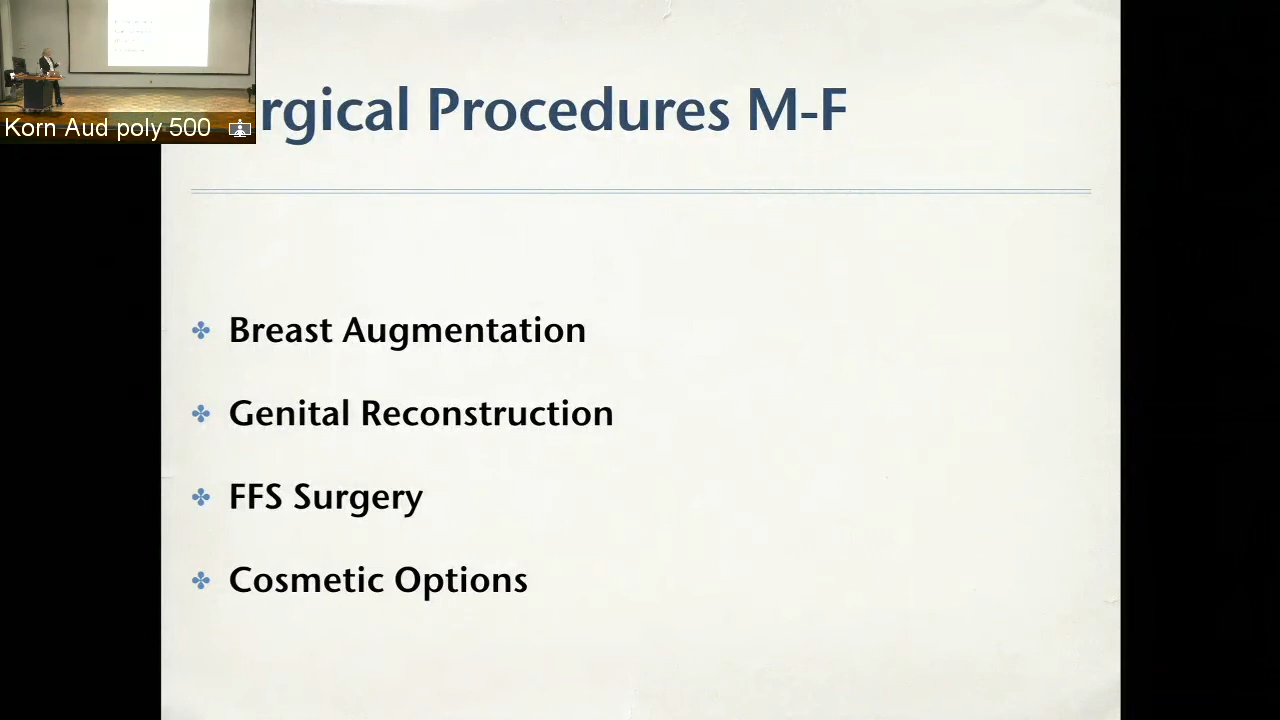 Korn Aud poly 500
rgical Procedures M-F
Breast Augmentation
Genital Reconstruction
FFS Surgery
Cosmetic Options